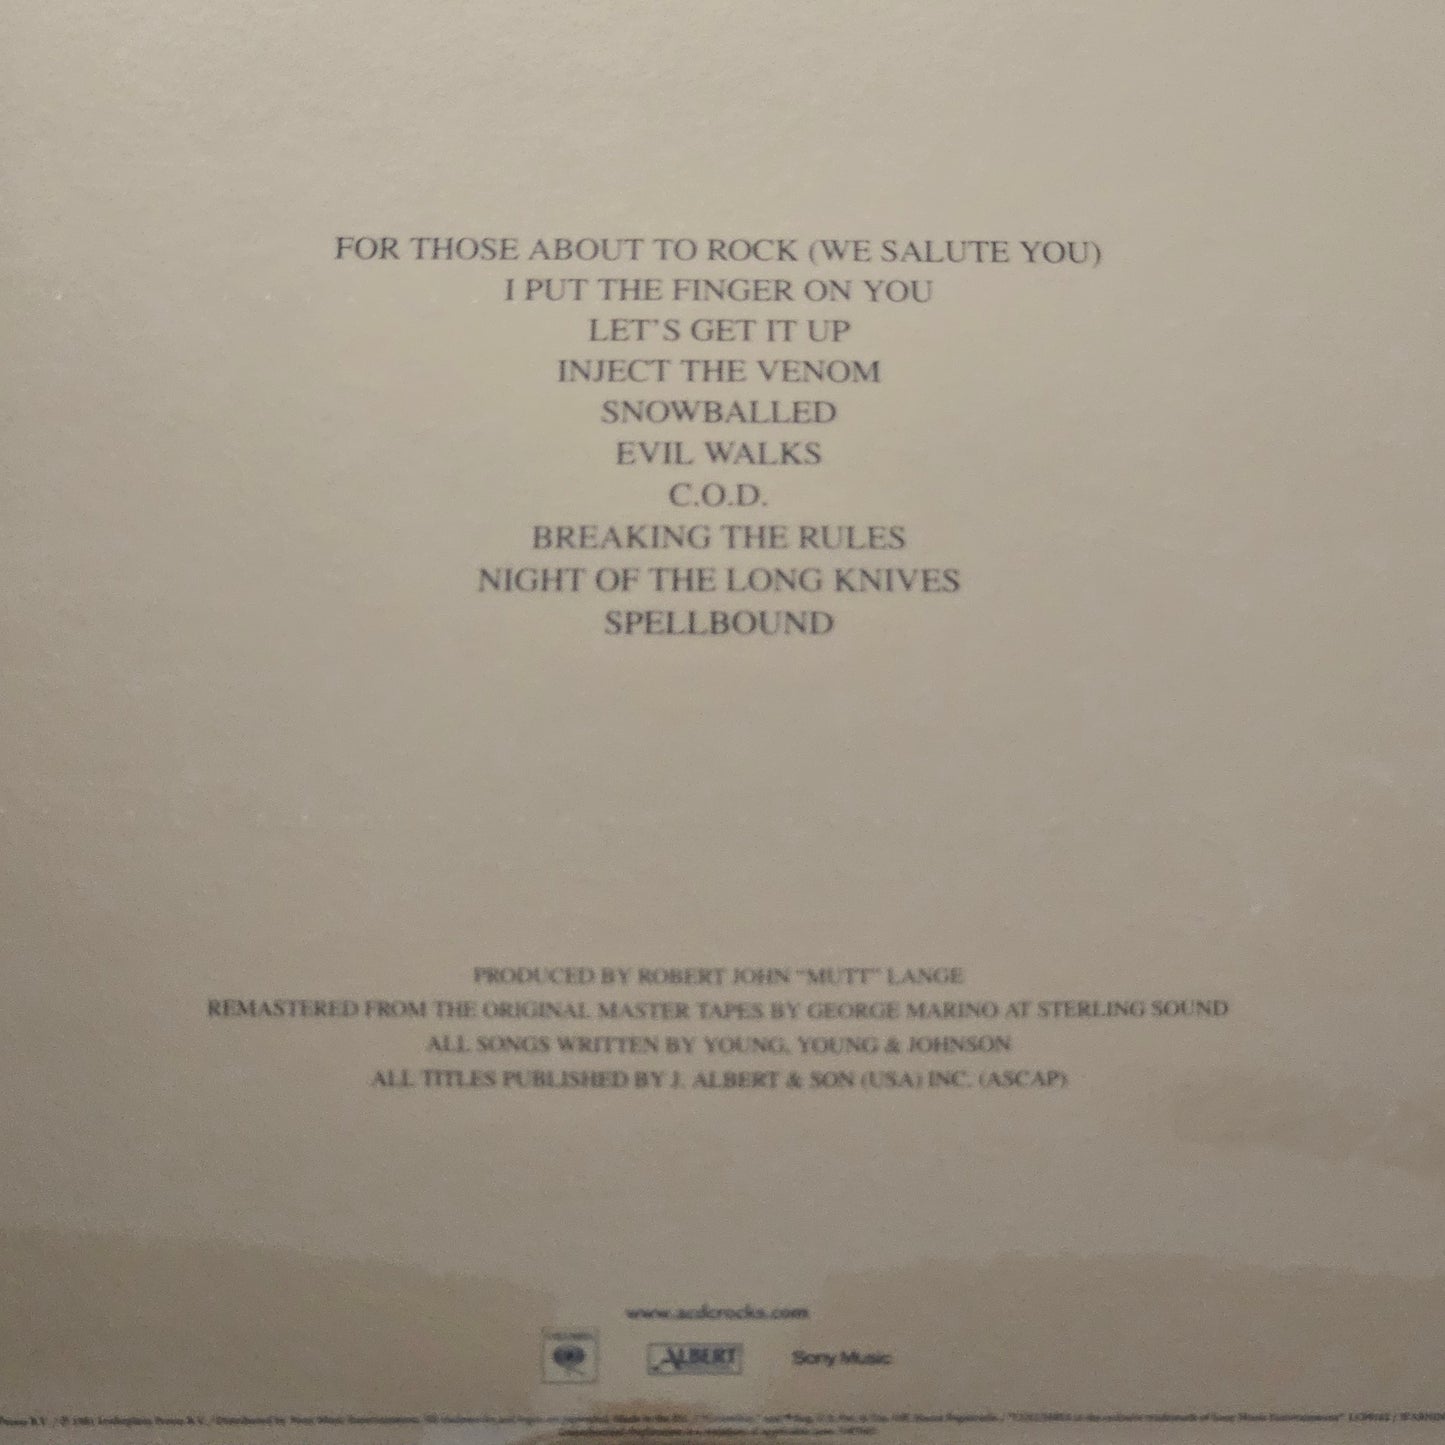 FOR THOSE ABOUT TO ROCK (WE SALUTE YOU)
I PUT THE FINGER ON YOU
LET'S GET IT UP
INJECT THE VENOM
SNOWBALLED
EVIL WALKS
C.O.D.
BREAKING THE RULES
NIGHT OF THE LONG KNIVES
SPELLBOUND
PRODUCED BY ROBERT JOHN "MUTT" LANGE
REMASTERED FROM THE ORIGINAL MASTER TAPES BY GEORGE MARINO AT STERLING SOUND
ALL SONGS WRITTEN BY YOUNG, YOUNG & JOHNSON
ALL TITLES PUBLISHED BY J. ALBERT & SON (USA) INC. (ASCAP)
www.acdcrocks.com
COLUMBIA ALBERT Sony Music